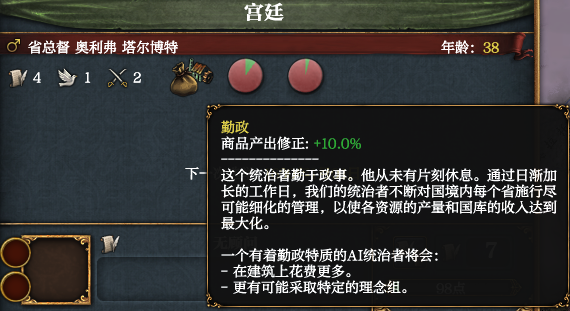 宫廷
省总督 奥利弗 塔尔博特
年龄: 38
4 1 2
勤政
商品产出修正: +10.0%
--------------
这个统治者勤于政事。他从未有片刻休息。通过日渐加
长的工作日，我们的统治者不断对国境内每个省施行尽
可能细化的管理，以使各资源的产量和国库的收入达到
最大化。
一个有着勤政特质的AI统治者将会:
- 在建筑上花费更多。
- 更有可能采取特定的理念组。
下一
7